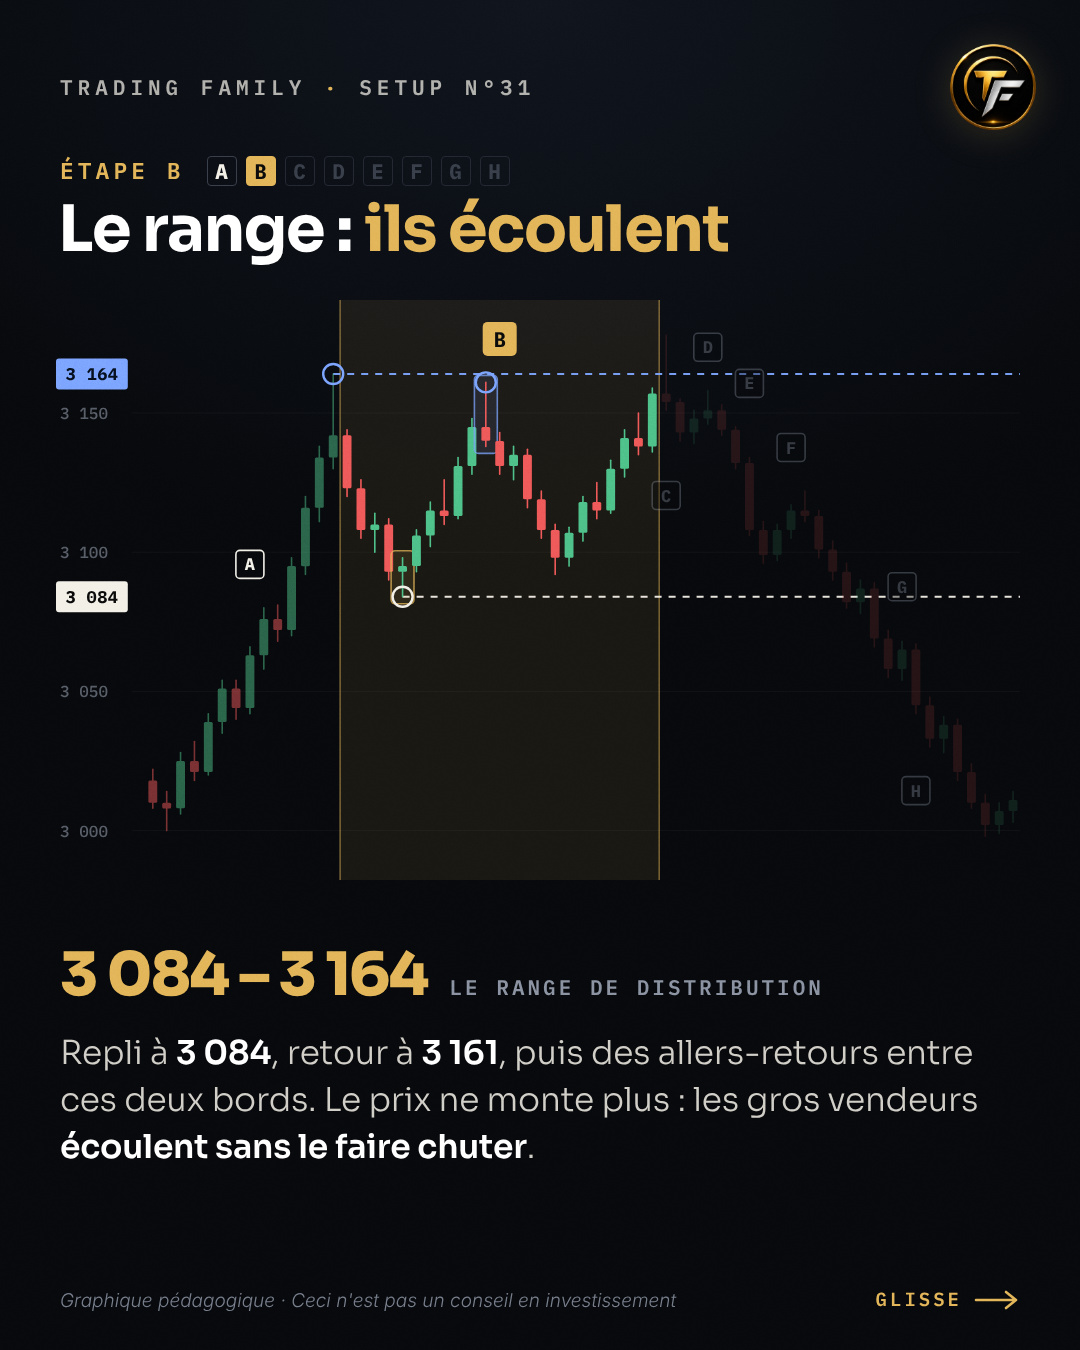 TRADING FAMILY · SETUP N°31
TF
ÉTAPE B A B C D E F G H
Le range : ils écoulent
B
D
3 164
E
3 150
F
C
3 100
A
G
3 084
3 050
H
3 000
3 084 – 3 164 LE RANGE DE DISTRIBUTION
Repli à 3 084, retour à 3 161, puis des allers-retours entre
ces deux bords. Le prix ne monte plus : les gros vendeurs
écoulent sans le faire chuter.
Graphique pédagogique · Ceci n'est pas un conseil en investissement
GLISSE →